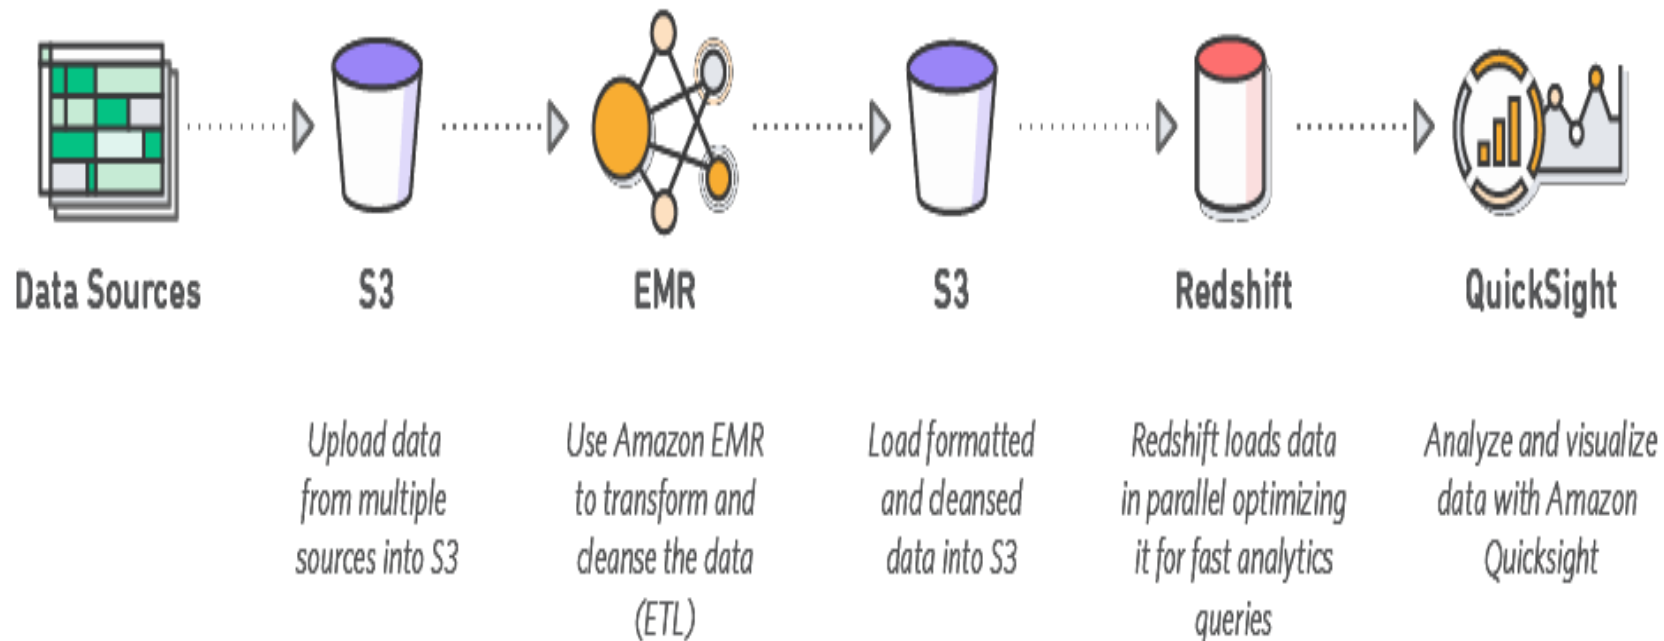 Data Sources
S3
EMR
S3
Redshift
QuickSight
Upload data
from multiple
sources into S3
Use Amazon EMR
to transform and
cleanse the data
(ETL)
Load formatted
and cleansed
data into S3
Redshift loads data
in parallel optimizing
it for fast analytics
queries
Analyze and visualize
data with Amazon
Quicksight